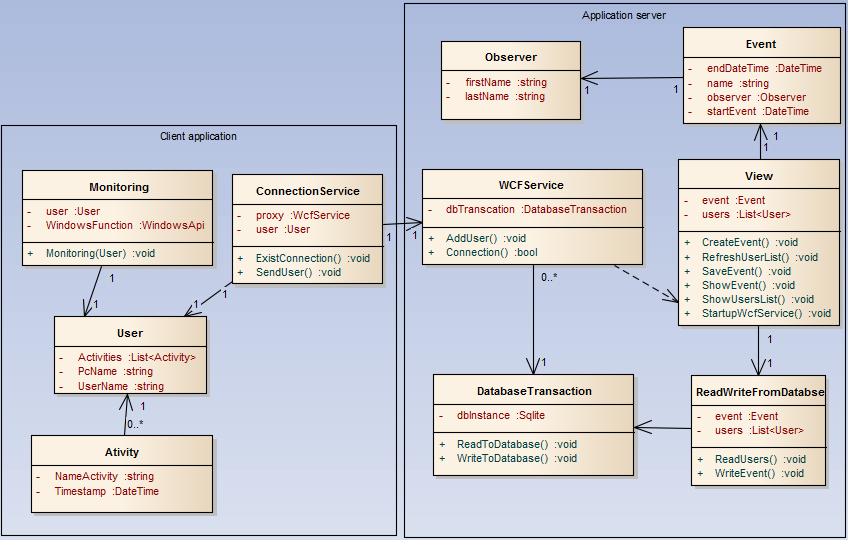 Application server
Observer
- firstName :string
- lastName :string
1
1
Event
- endDateTime :DateTime
- name :string
- observer :Observer
- startEvent :DateTime
1
1
Client application
Monitoring
- user :User
- WindowsFunction :WindowsApi
+ Monitoring(User) :void
1
1
ConnectionService
- proxy :WcfService
- user :User
+ ExistConnection() :void
+ SendUser() :void
1
1
1
1
WCFService
- dbTranscation :DatabaseTransaction
+ AddUser() :void
+ Connection() :bool
0..*
1
View
- event :Event
- users :List<User>
+ CreateEvent() :void
+ RefreshUserList() :void
+ SaveEvent() :void
+ ShowEvent() :void
+ ShowUsersList() :void
+ StartupWcfService() :void
1
1
User
- Activities :List<Activity>
- PcName :string
- UserName :string
1
0..*
Ativity
- NameActivity :string
- Timestamp :DateTime
DatabaseTransaction
- dbInstance :Sqlite
+ ReadToDatabase() :void
+ WriteToDatabase() :void
ReadWriteFromDatabse
- event :Event
- users :List<User>
+ ReadUsers() :void
+ WriteEvent() :void